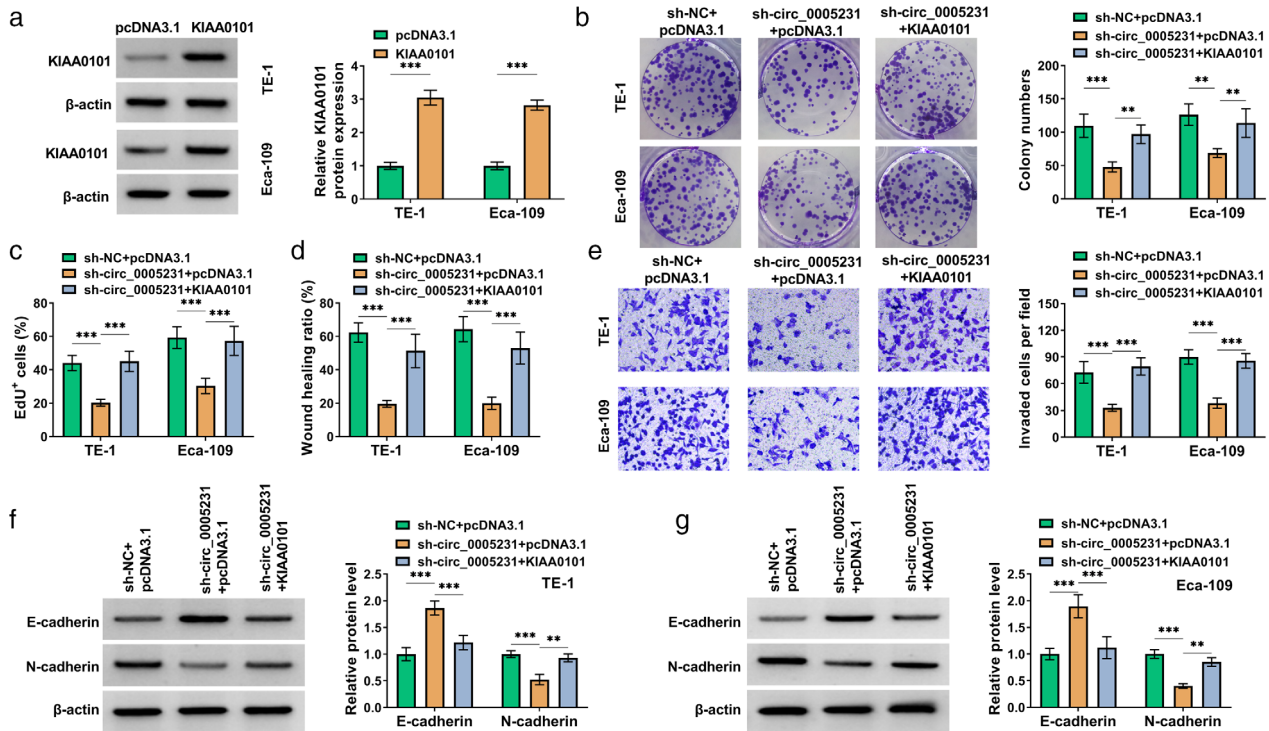 a
pcDNA3.1 KIAA0101
KIAA0101
β-actin
TE-1
KIAA0101
β-actin
Eca-109
pcDNA3.1
KIAA0101
Relative KIAA0101
protein expression
4
3
2
1
0
***
***
TE-1
Eca-109
b
sh-NC+
pcDNA3.1
sh-circ_0005231
+pcDNA3.1
sh-circ_0005231
+KIAA0101
TE-1
Eca-109
sh-NC+pcDNA3.1
sh-circ_0005231+pcDNA3.1
sh-circ_0005231+KIAA0101
Colony numbers
200
150
100
50
0
***
**
**
**
TE-1
Eca-109
c
sh-NC+pcDNA3.1
sh-circ_0005231+pcDNA3.1
sh-circ_0005231+KIAA0101
EdU+ cells (%)
80
60
40
20
0
***
***
***
***
TE-1
Eca-109
d
sh-NC+pcDNA3.1
sh-circ_0005231+pcDNA3.1
sh-circ_0005231+KIAA0101
Wound healing ratio (%)
80
60
40
20
0
***
***
***
***
TE-1
Eca-109
e
sh-NC+
pcDNA3.1
sh-circ_0005231
+pcDNA3.1
sh-circ_0005231
+KIAA0101
TE-1
Eca-109
sh-NC+pcDNA3.1
sh-circ_0005231+pcDNA3.1
sh-circ_0005231+KIAA0101
Invaded cells per field
150
120
90
60
30
0
***
***
***
***
TE-1
Eca-109
f
sh-NC+
pcDNA3.1
sh-circ_0005231
+pcDNA3.1
sh-circ_0005231
+KIAA0101
E-cadherin
N-cadherin
β-actin
sh-NC+pcDNA3.1
sh-circ_0005231+pcDNA3.1
sh-circ_0005231+KIAA0101
TE-1
Relative protein level
2.5
2.0
1.5
1.0
0.5
0.0
***
***
***
**
E-cadherin
N-cadherin
g
sh-NC+
pcDNA3.1
sh-circ_0005231
+pcDNA3.1
sh-circ_0005231
+KIAA0101
E-cadherin
N-cadherin
β-actin
sh-NC+pcDNA3.1
sh-circ_0005231+pcDNA3.1
sh-circ_0005231+KIAA0101
Eca-109
Relative protein level
2.5
2.0
1.5
1.0
0.5
0.0
***
***
***
**
E-cadherin
N-cadherin